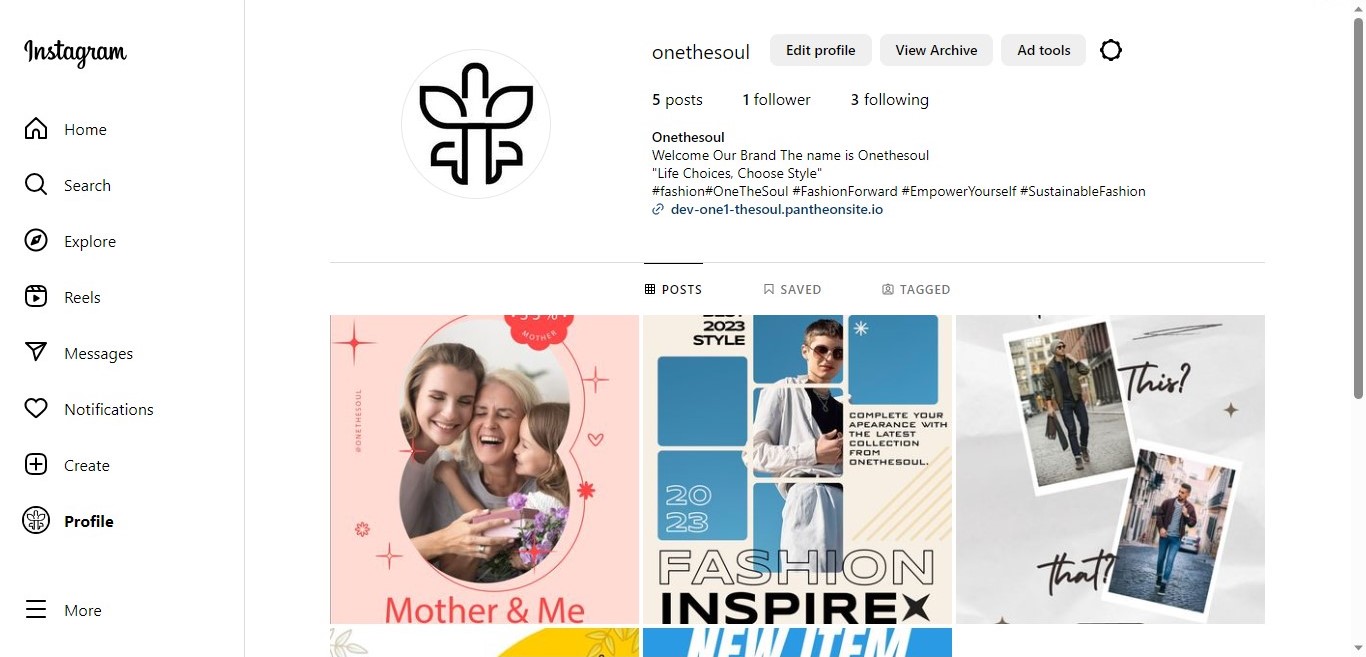 Instagram
Home
Search
Explore
Reels
Messages
Notifications
Create
Profile
More
onethesoul
Edit profile
View Archive
Ad tools
5 posts
1 follower
3 following
Onethesoul
Welcome Our Brand The name is Onethesoul
"Life Choices, Choose Style"
#fashion#OneTheSoul #FashionForward #EmpowerYourself #SustainableFashion
dev-one1-thesoul.pantheonsite.io
POSTS
SAVED
TAGGED
MOTHER
@ONETHESOUL
Mother & Me
2023
STYLE
COMPLETE YOUR
APEARANCE WITH
THE LATEST
COLLECTION
FROM
ONETHESOUL.
20
23
FASHION
INSPIRE
This?
that?
NEW ITEM